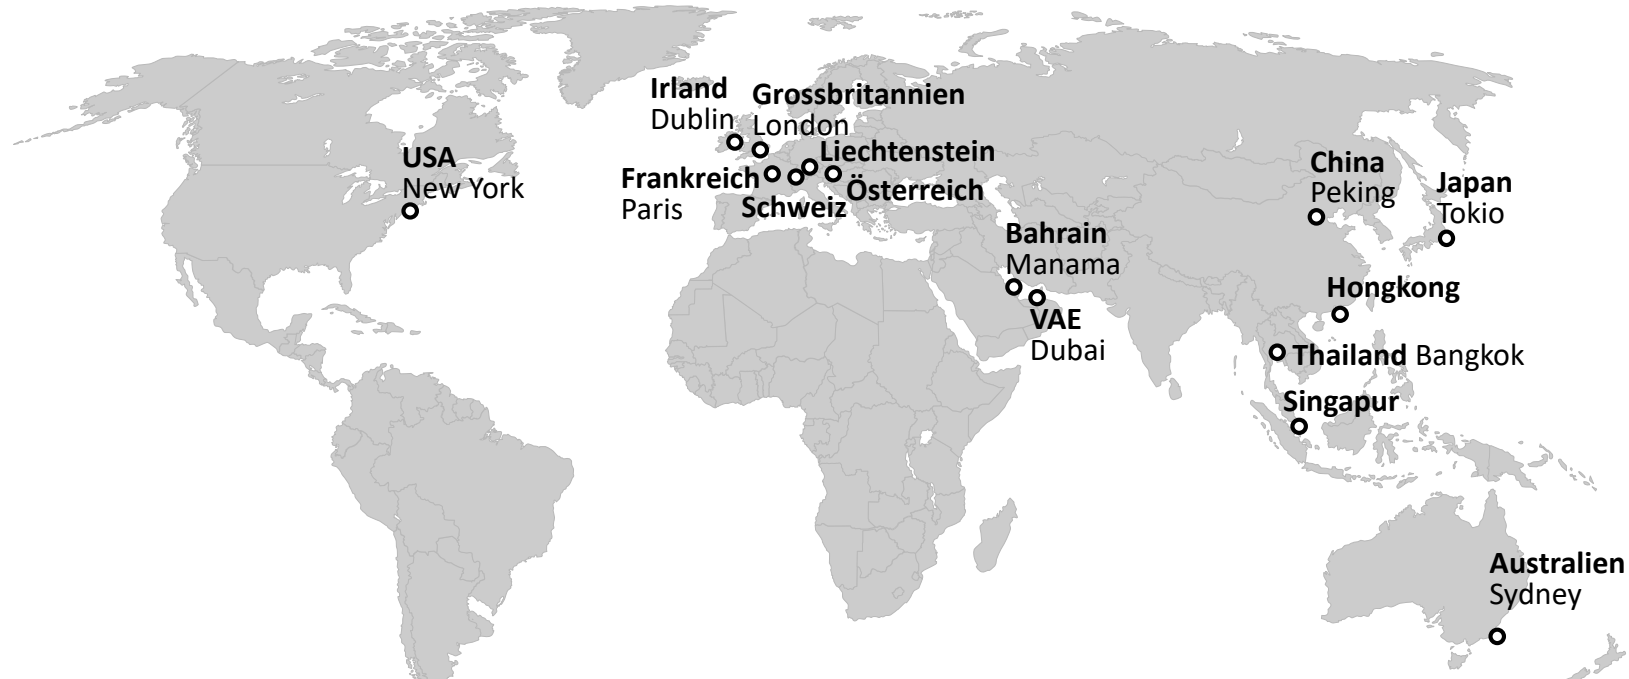 Irland
Dublin
Grossbritannien
London
Liechtenstein
USA
New York
Frankreich
Paris
Österreich
Schweiz
China
Peking
Japan
Tokio
Bahrain
Manama
Hongkong
VAE
Dubai
Thailand Bangkok
Singapur
Australien
Sydney